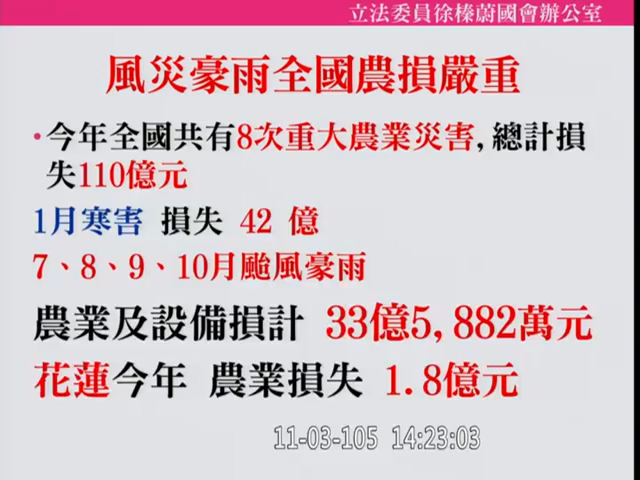 立法委員徐榛蔚國會辦公室
風災豪雨全國農損嚴重
•今年全國共有8次重大農業災害,總計損
失110億元
1月寒害 損失 42 億
7、8、9、10月颱風豪雨
農業及設備損計 33億5,882萬元
花蓮今年 農業損失 1.8億元
11-03-105 14:23:03